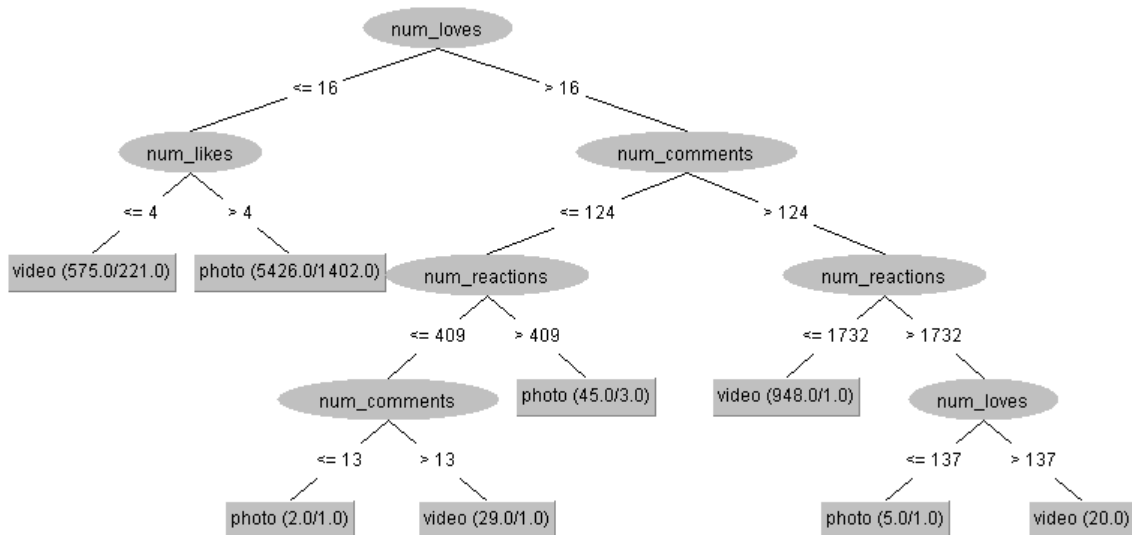 num_loves
<= 16
> 16
num_likes
num_comments
<= 4
> 4
<= 124
> 124
video (575.0/221.0)
photo (5426.0/1402.0)
num_reactions
num_reactions
<= 409
> 409
<= 1732
> 1732
num_comments
photo (45.0/3.0)
video (948.0/1.0)
num_loves
<= 13
> 13
<= 137
> 137
photo (2.0/1.0)
video (29.0/1.0)
photo (5.0/1.0)
video (20.0)